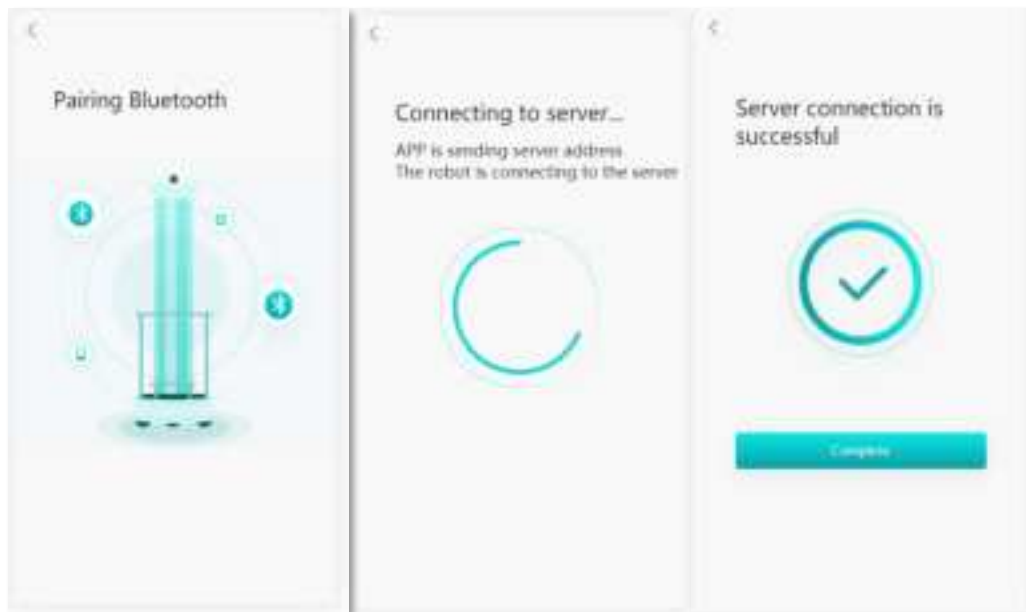 Pairing Bluetooth
Connecting to server...
APP is sending server address
The robot is connecting to the server
Server connection is
successful
Complete